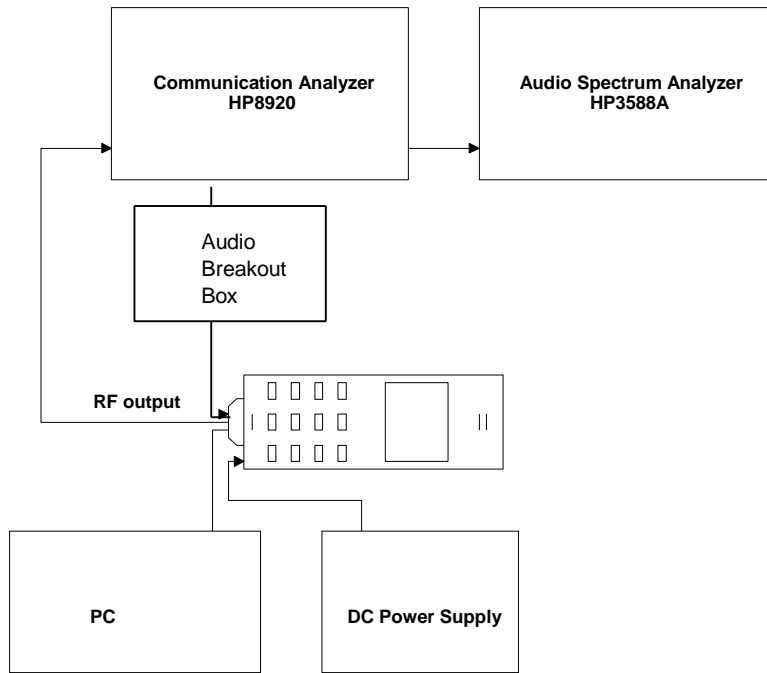 Communication Analyzer
HP8920
Audio Spectrum Analyzer
HP3588A
Audio
Breakout
Box
RF output
PC
DC Power Supply